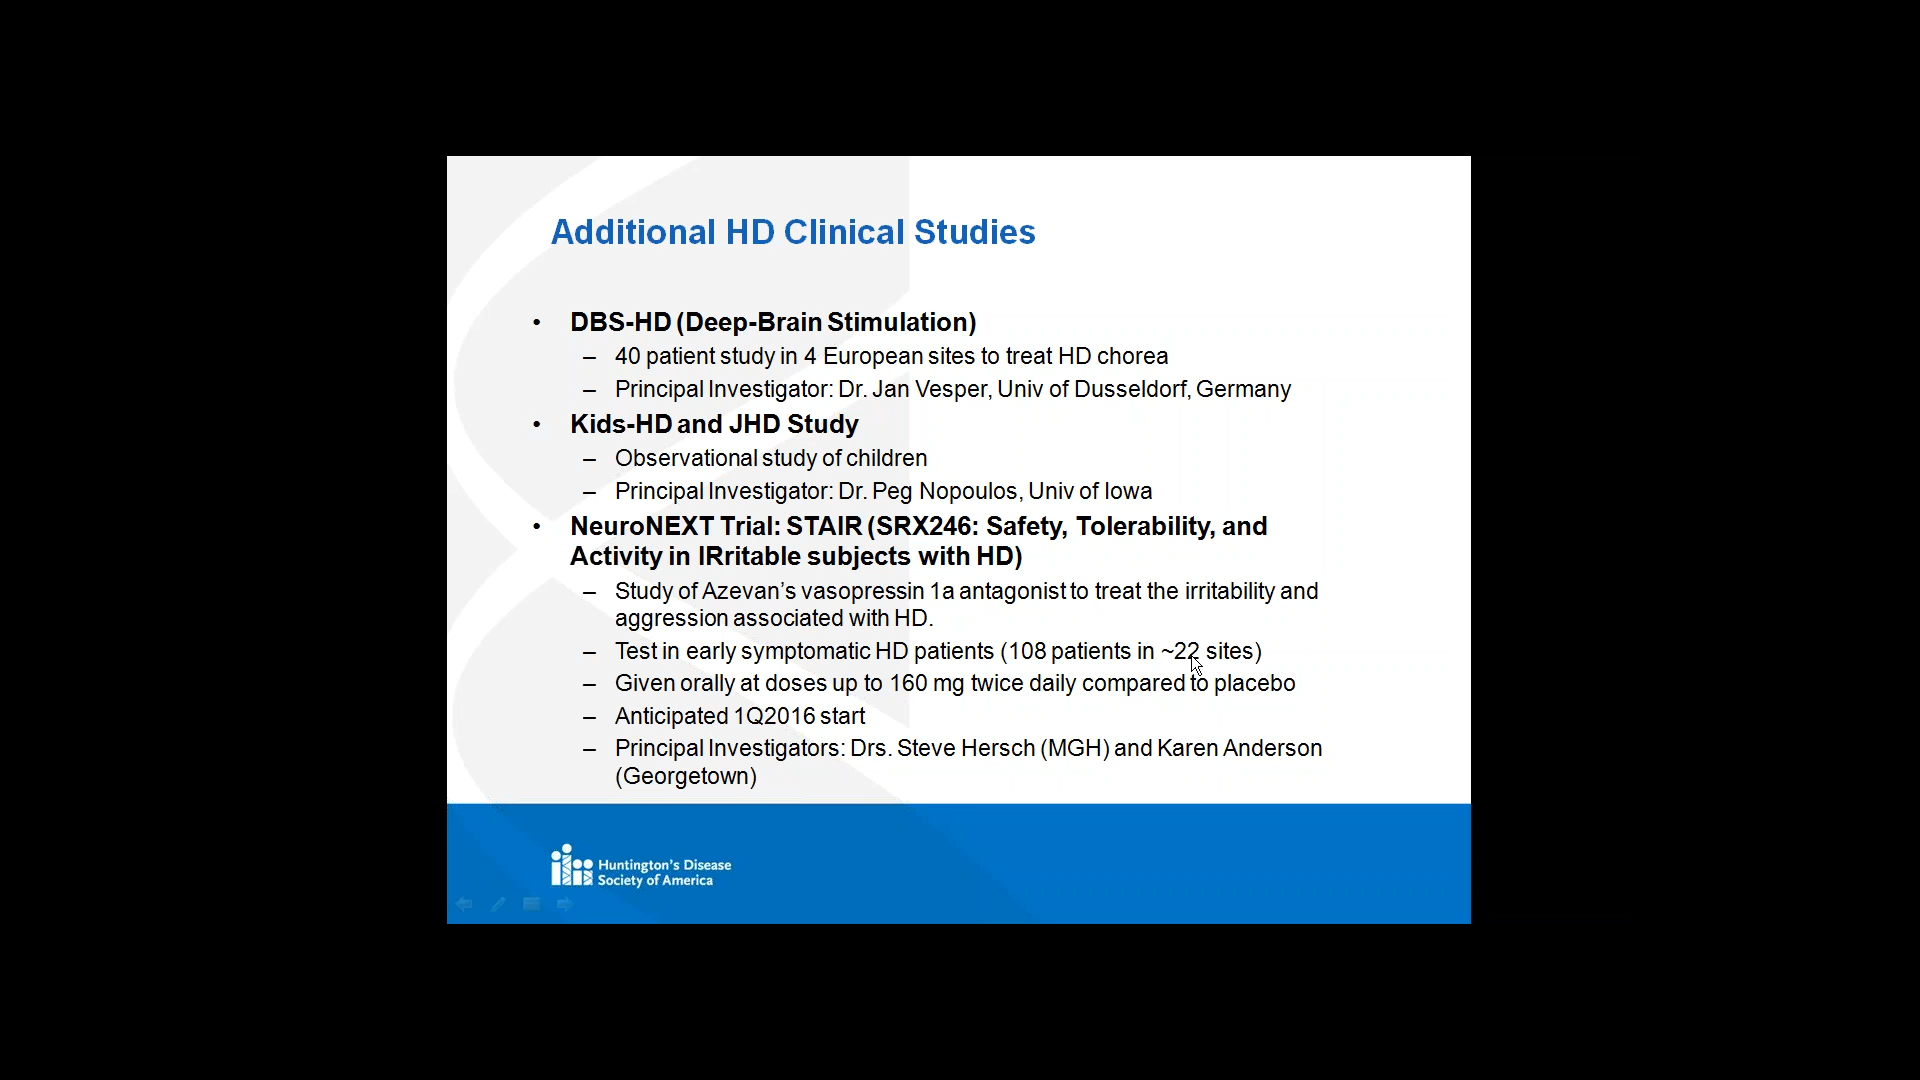 Additional HD Clinical Studies
• DBS-HD (Deep-Brain Stimulation)
– 40 patient study in 4 European sites to treat HD chorea
– Principal Investigator: Dr. Jan Vesper, Univ of Dusseldorf, Germany
• Kids-HD and JHD Study
– Observational study of children
– Principal Investigator: Dr. Peg Nopoulos, Univ of Iowa
• NeuroNEXT Trial: STAIR (SRX246: Safety, Tolerability, and
Activity in IRritable subjects with HD)
– Study of Azevan’s vasopressin 1a antagonist to treat the irritability and
aggression associated with HD.
– Test in early symptomatic HD patients (108 patients in ~22 sites)
– Given orally at doses up to 160 mg twice daily compared to placebo
– Anticipated 1Q2016 start
– Principal Investigators: Drs. Steve Hersch (MGH) and Karen Anderson
(Georgetown)
Huntington’s Disease
Society of America